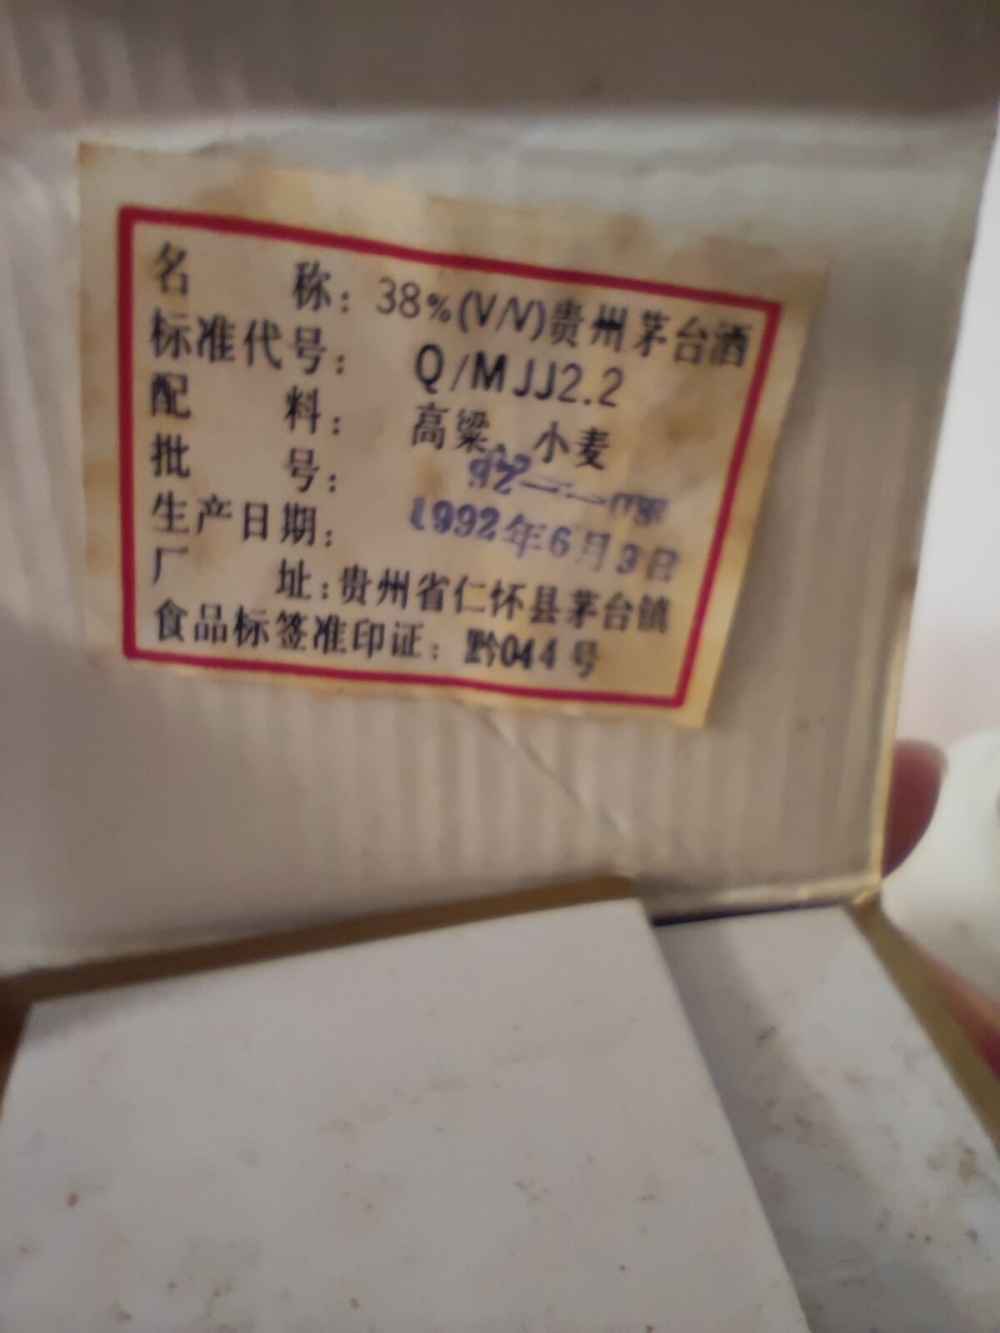 名 称：38%(V/V)贵州茅台酒
标准代号： Q/MJJ2.2
配 料： 高粱、小麦
批 号： 92—
生产日期： 1992年6月3日
厂 址：贵州省仁怀县茅台镇
食品标签准印证：黔044号